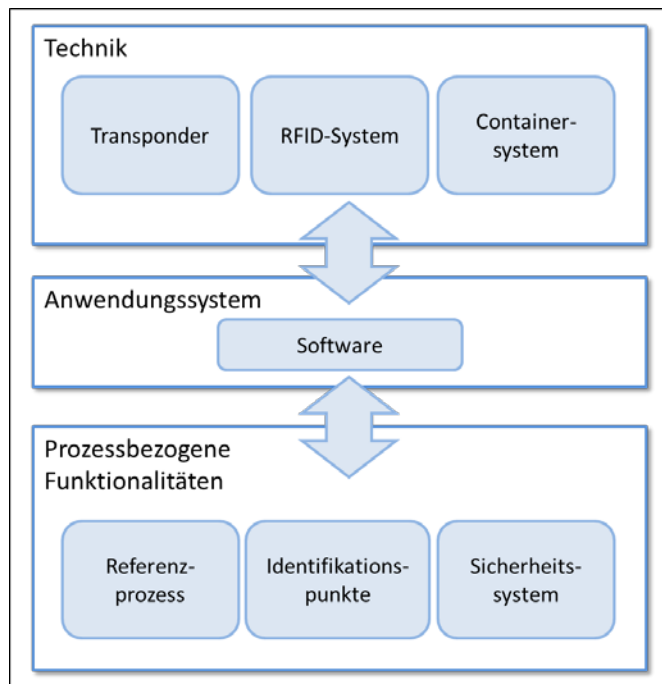 Technik
Transponder
RFID-System
Container-
system
Anwendungssystem
Software
Prozessbezogene
Funktionalitäten
Referenz-
prozess
Identifikations-
punkte
Sicherheits-
system